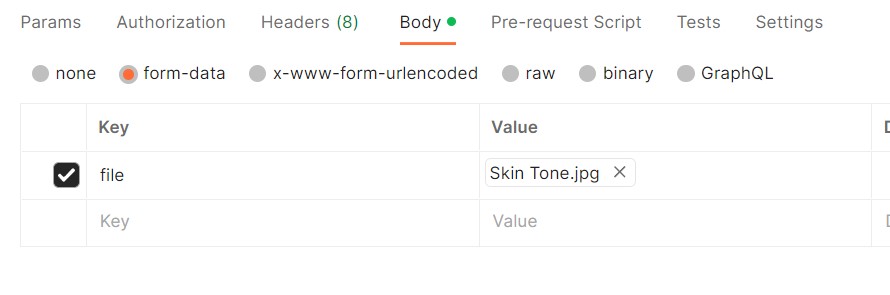 Params Authorization Headers (8) Body Pre-request Script Tests Settings
none form-data x-www-form-urlencoded raw binary GraphQL
Key Value
file Skin Tone.jpg
Key Value